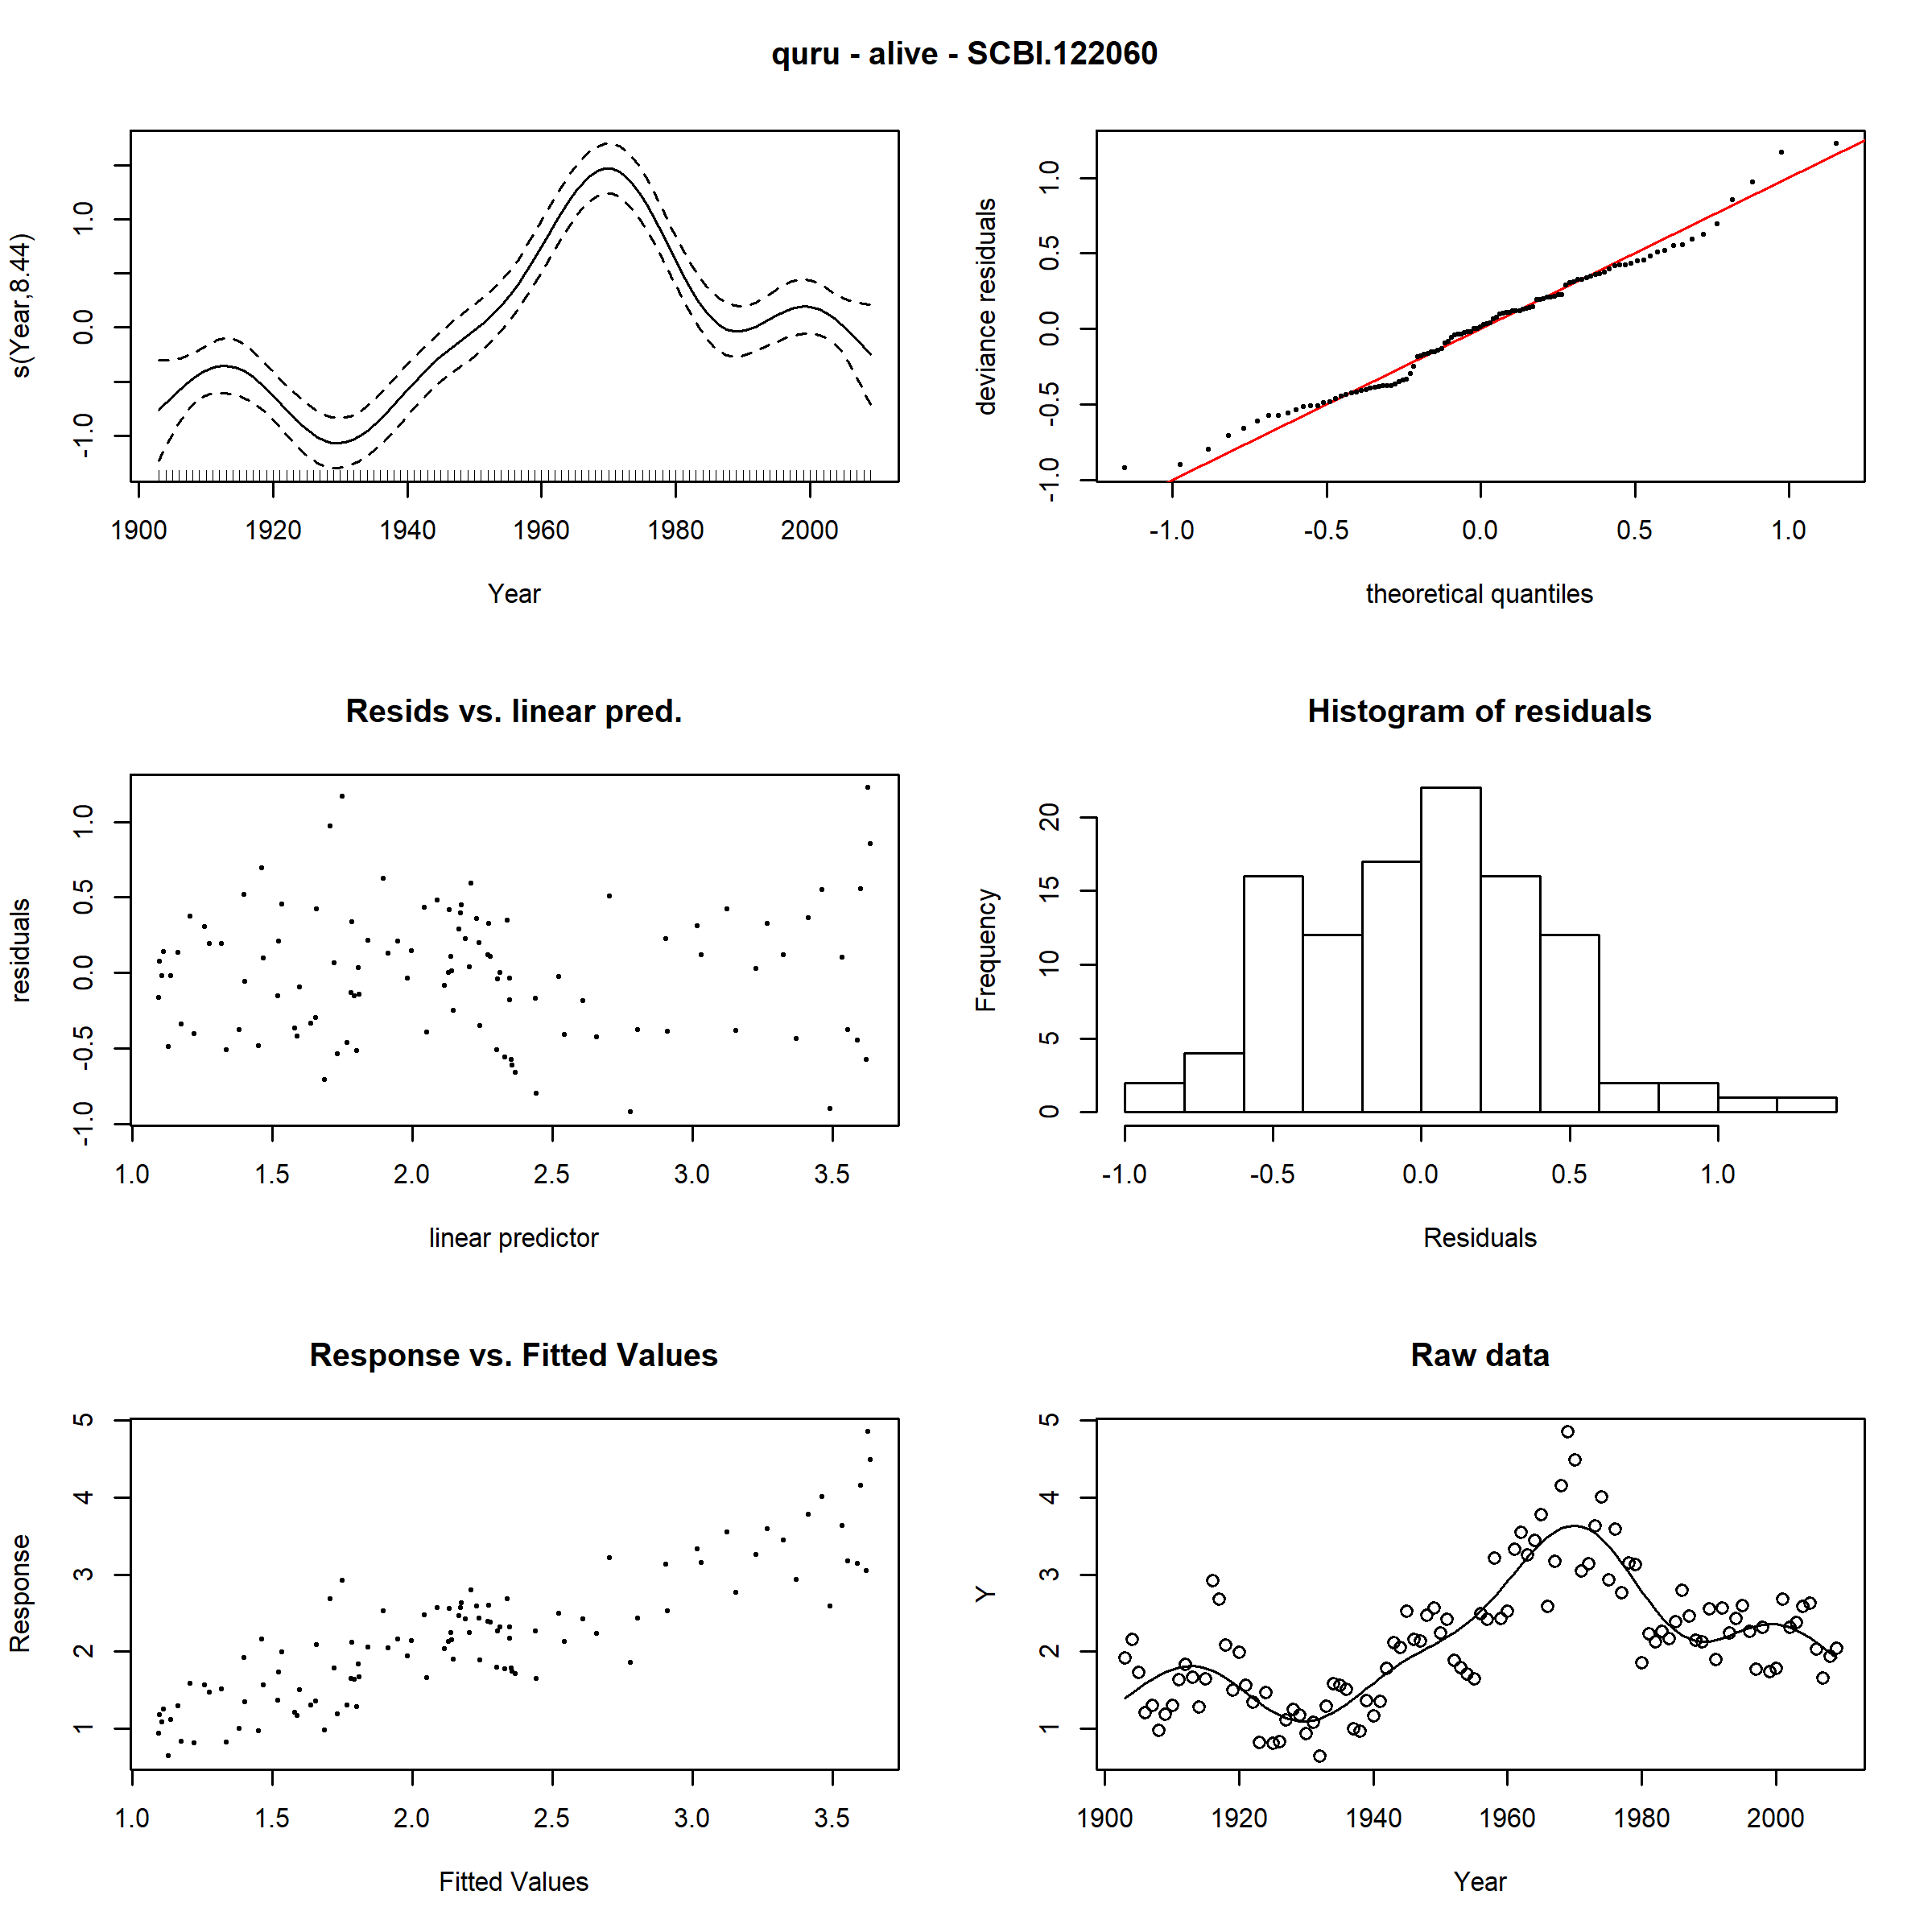 quru - alive - SCBI.122060
s(Year,8.44)
-1.0 0.0 1.0
1900 1920 1940 1960 1980 2000
Year
deviance residuals
-1.0 -0.5 0.0 0.5 1.0
-1.0 -0.5 0.0 0.5 1.0
theoretical quantiles
Resids vs. linear pred.
residuals
-1.0 -0.5 0.0 0.5 1.0
1.0 1.5 2.0 2.5 3.0 3.5
linear predictor
Histogram of residuals
Frequency
0 5 10 15 20
-1.0 -0.5 0.0 0.5 1.0
Residuals
Response vs. Fitted Values
Response
1 2 3 4 5
1.0 1.5 2.0 2.5 3.0 3.5
Fitted Values
Raw data
Y
1 2 3 4 5
1900 1920 1940 1960 1980 2000
Year